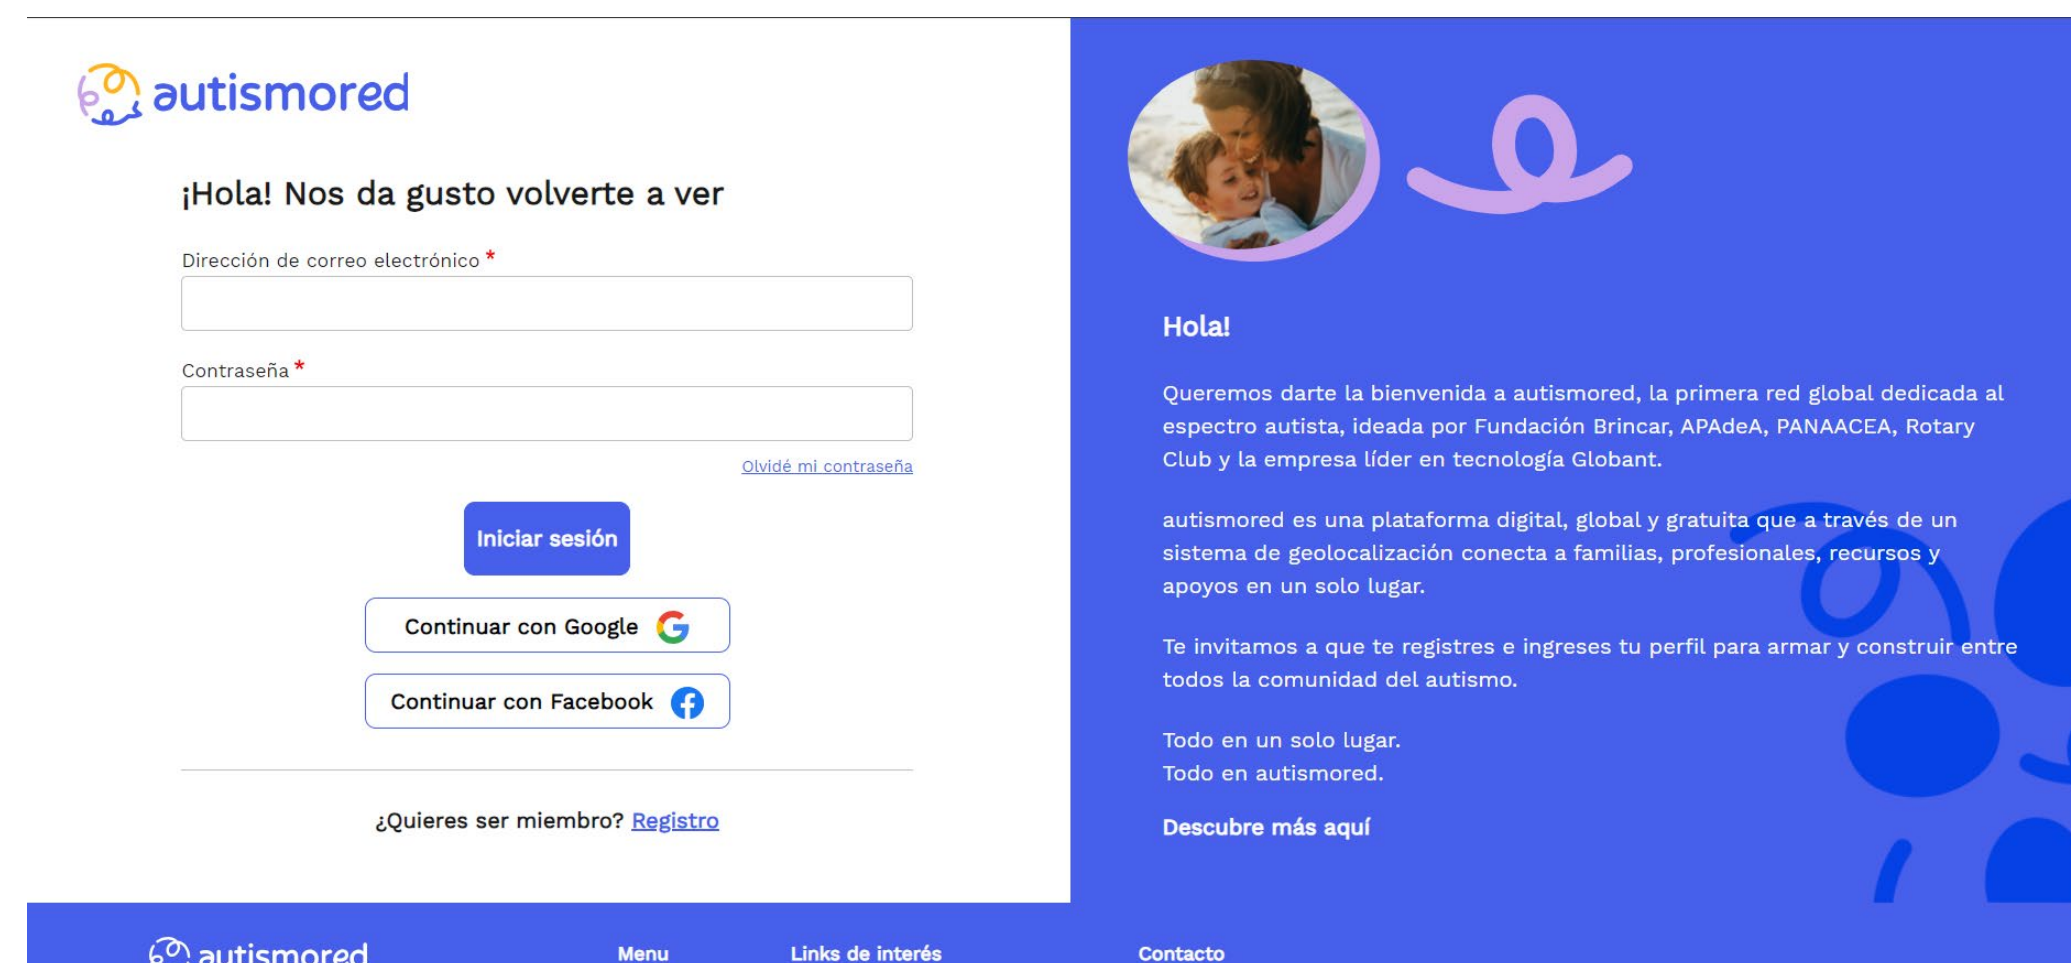 autismored
¡Hola! Nos da gusto volverte a ver
Dirección de correo electrónico *
Contraseña *
Olvidé mi contraseña
Iniciar sesión
Continuar con Google
Continuar con Facebook
¿Quieres ser miembro? Registro
Hola!
Queremos darte la bienvenida a autismored, la primera red global dedicada al
espectro autista, ideada por Fundación Brincar, APAdeA, PANAACEA, Rotary
Club y la empresa líder en tecnología Globant.
autismored es una plataforma digital, global y gratuita que a través de un
sistema de geolocalización conecta a familias, profesionales, recursos y
apoyos en un solo lugar.
Te invitamos a que te registres e ingreses tu perfil para armar y construir entre
todos la comunidad del autismo.
Todo en un solo lugar.
Todo en autismored.
Descubre más aquí
autismored
Menu
Links de interés
Contacto